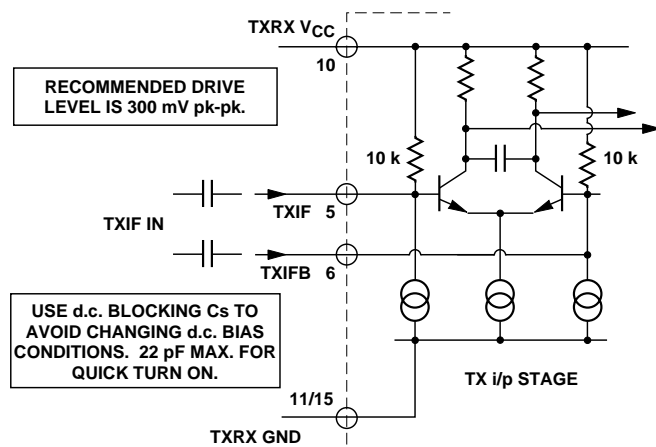 TXRX VCC
10
RECOMMENDED DRIVE
LEVEL IS 300 mV pk-pk.
10 k
10 k
TXIF IN
TXIF 5
TXIFB 6
USE d.c. BLOCKING Cs TO
AVOID CHANGING d.c. BIAS
CONDITIONS. 22 pF MAX. FOR
QUICK TURN ON.
TX i/p STAGE
11/15
TXRX GND